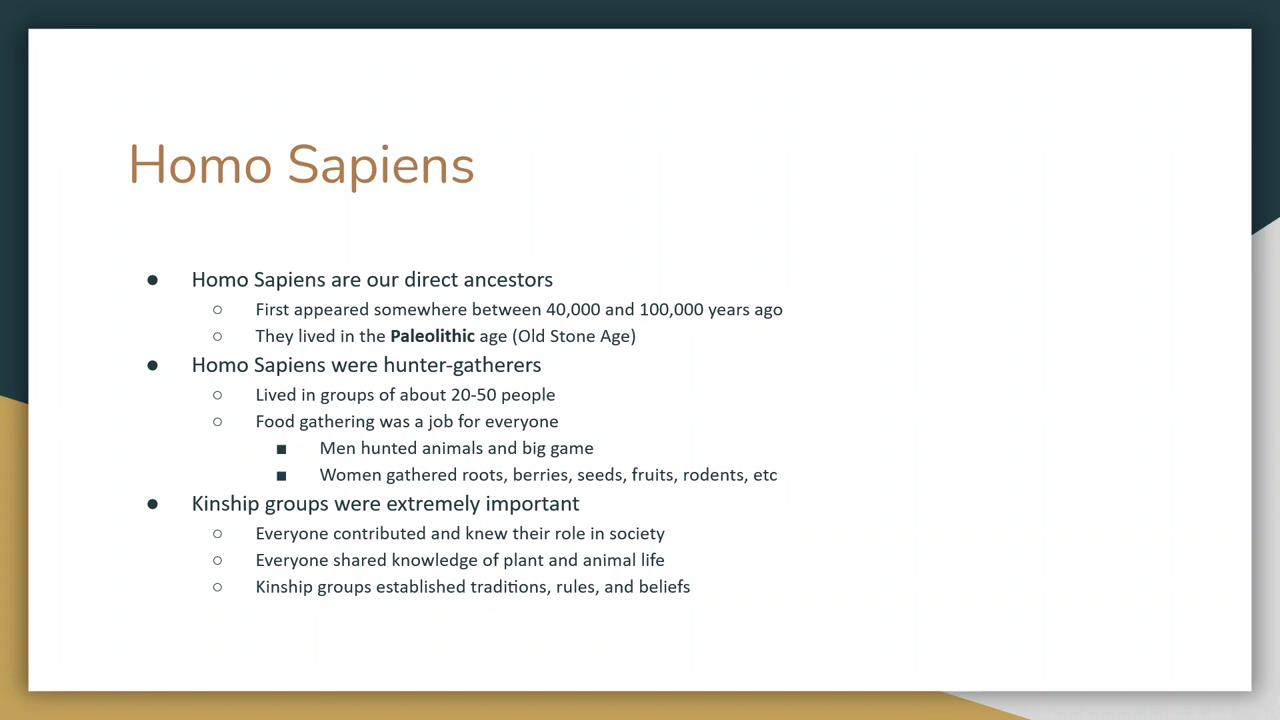 Homo Sapiens
● Homo Sapiens are our direct ancestors
○ First appeared somewhere between 40,000 and 100,000 years ago
○ They lived in the Paleolithic age (Old Stone Age)
● Homo Sapiens were hunter-gatherers
○ Lived in groups of about 20-50 people
○ Food gathering was a job for everyone
■ Men hunted animals and big game
■ Women gathered roots, berries, seeds, fruits, rodents, etc
● Kinship groups were extremely important
○ Everyone contributed and knew their role in society
○ Everyone shared knowledge of plant and animal life
○ Kinship groups established traditions, rules, and beliefs